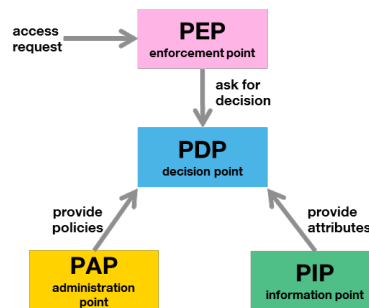 access
request
PEP
enforcement point
ask for
decision
PDP
decision point
provide
policies
provide
attributes
PAP
administration
point
PIP
information point